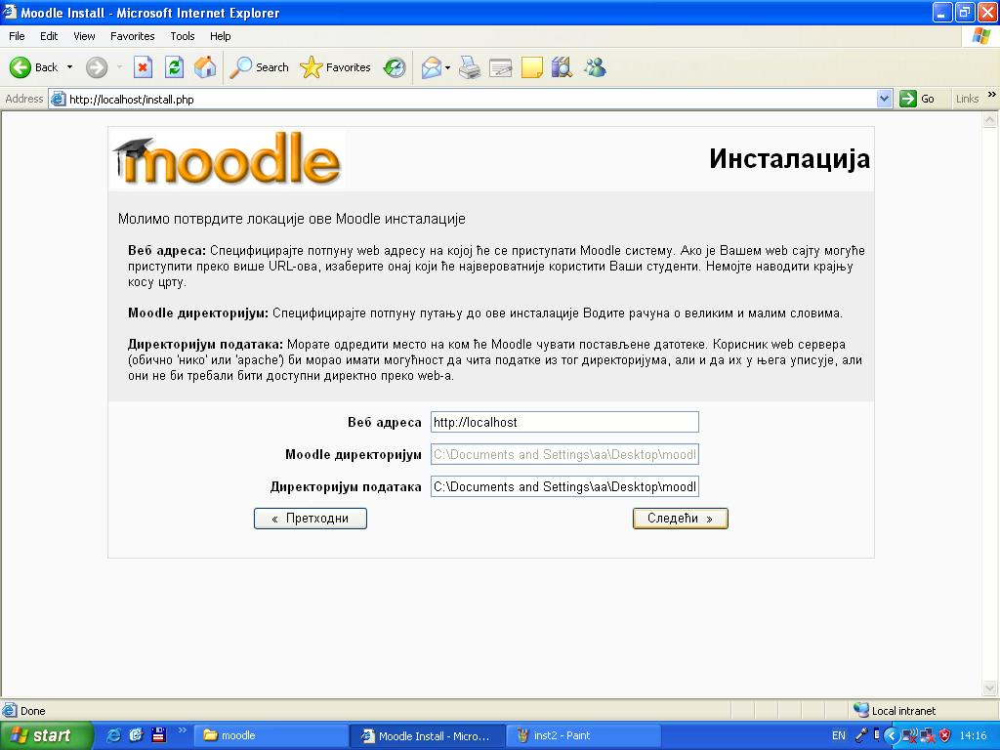 Moodle Install - Microsoft Internet Explorer
File Edit View Favorites Tools Help
Back Search Favorites
Address http://localhost/install.php Go Links »
moodle
Инсталација
Молимо потврдите локације ове Moodle инсталације
Веб адреса: Специфицирајте потпуну web адресу на којој ће се приступати Moodle систему. Ако је Вашем web сајту могуће
приступити преко више URL-ова, изаберите онај који ће највероватније користити Ваши студенти. Немојте наводити крајњу
косу црту.
Moodle директоријум: Специфицирајте потпуну путању до ове инсталације Водите рачуна о великим и малим словима.
Директоријум података: Морате одредити место на ком ће Moodle чувати постављене датотеке. Корисник web сервера
(обично 'нико' или 'apache') би морао имати могућност да чита податке из тог директоријума, али и да их у њега уписује, али
они не би требали бити доступни директно преко web-а.
Веб адреса http://localhost
Moodle директоријум C:\Documents and Settings\aa\Desktop\moodl
Директоријум података C:\Documents and Settings\aa\Desktop\moodl
« Претходни Следећи »
Done Local intranet
start » moodle Moodle Install - Micro... inst2 - Paint EN 14:16